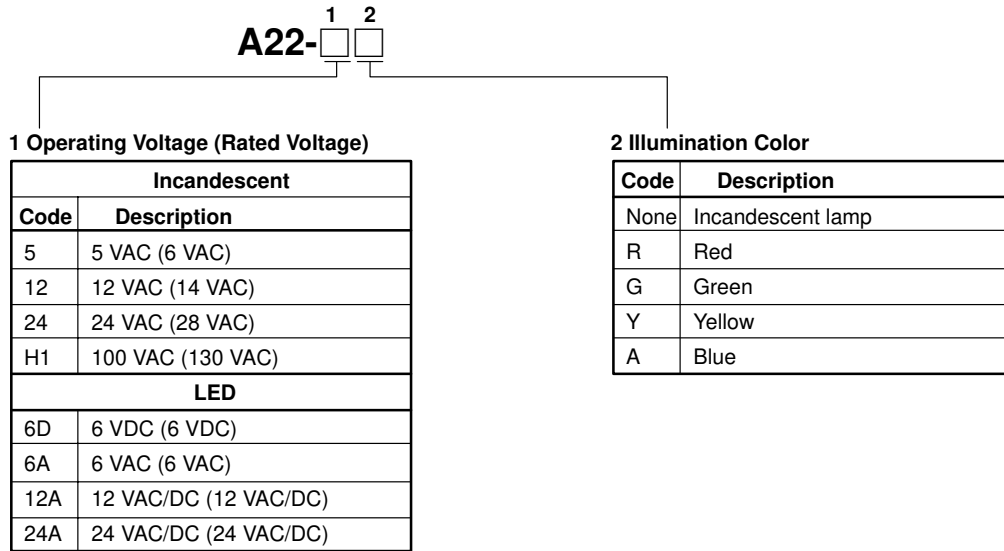 1 2
A22-□□
1 Operating Voltage (Rated Voltage)
Incandescent
Code Description
5 5 VAC (6 VAC)
12 12 VAC (14 VAC)
24 24 VAC (28 VAC)
H1 100 VAC (130 VAC)
LED
6D 6 VDC (6 VDC)
6A 6 VAC (6 VAC)
12A 12 VAC/DC (12 VAC/DC)
24A 24 VAC/DC (24 VAC/DC)
2 Illumination Color
Code Description
None Incandescent lamp
R Red
G Green
Y Yellow
A Blue